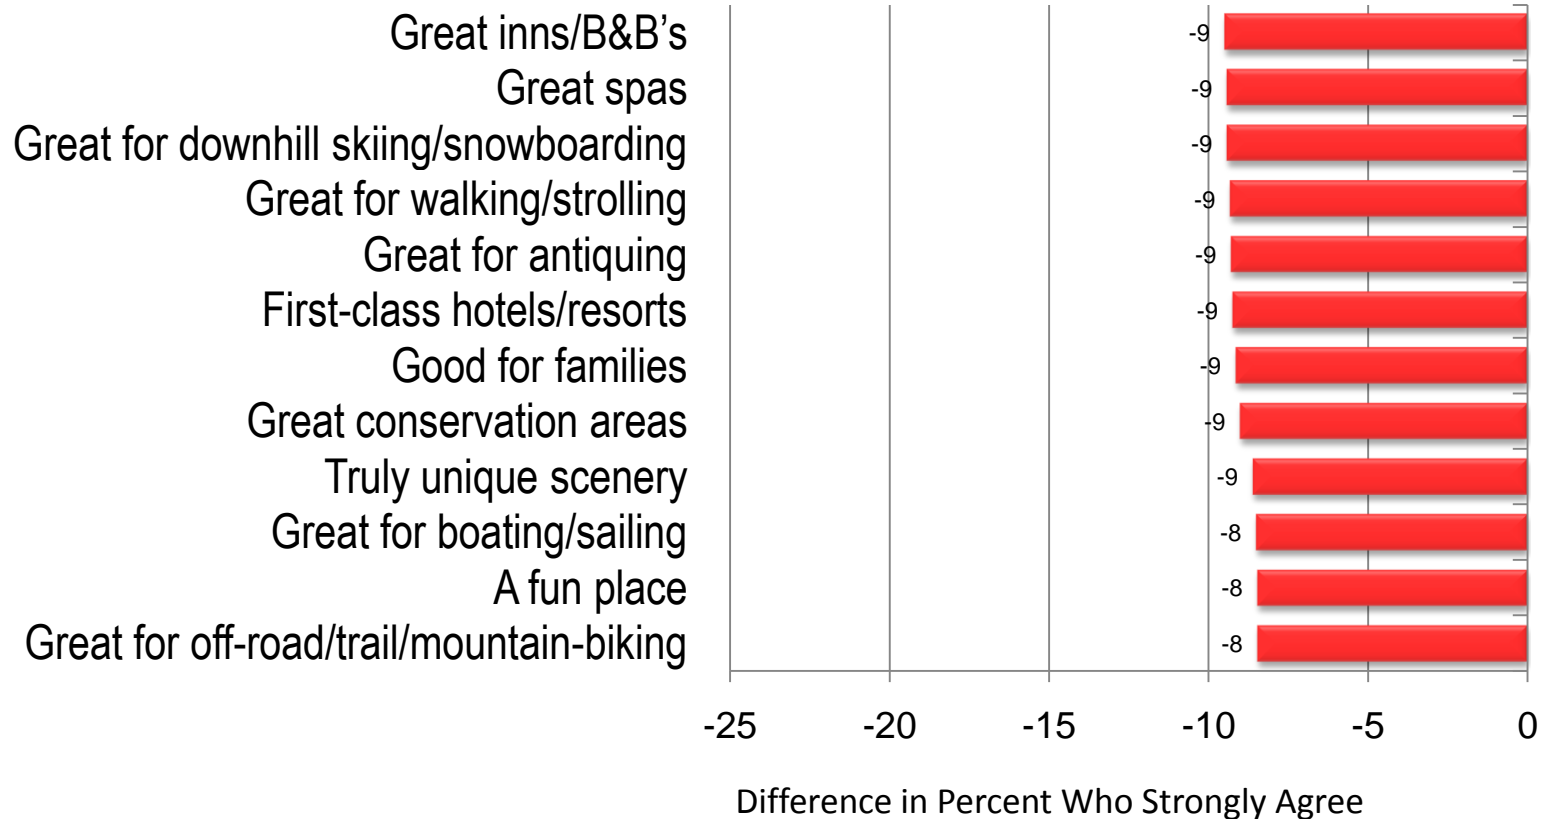 Great inns/B&B’s -9
Great spas -9
Great for downhill skiing/snowboarding -9
Great for walking/strolling -9
Great for antiquing -9
First-class hotels/resorts -9
Good for families -9
Great conservation areas -9
Truly unique scenery -9
Great for boating/sailing -8
A fun place -8
Great for off-road/trail/mountain-biking -8
-25 -20 -15 -10 -5 0
Difference in Percent Who Strongly Agree